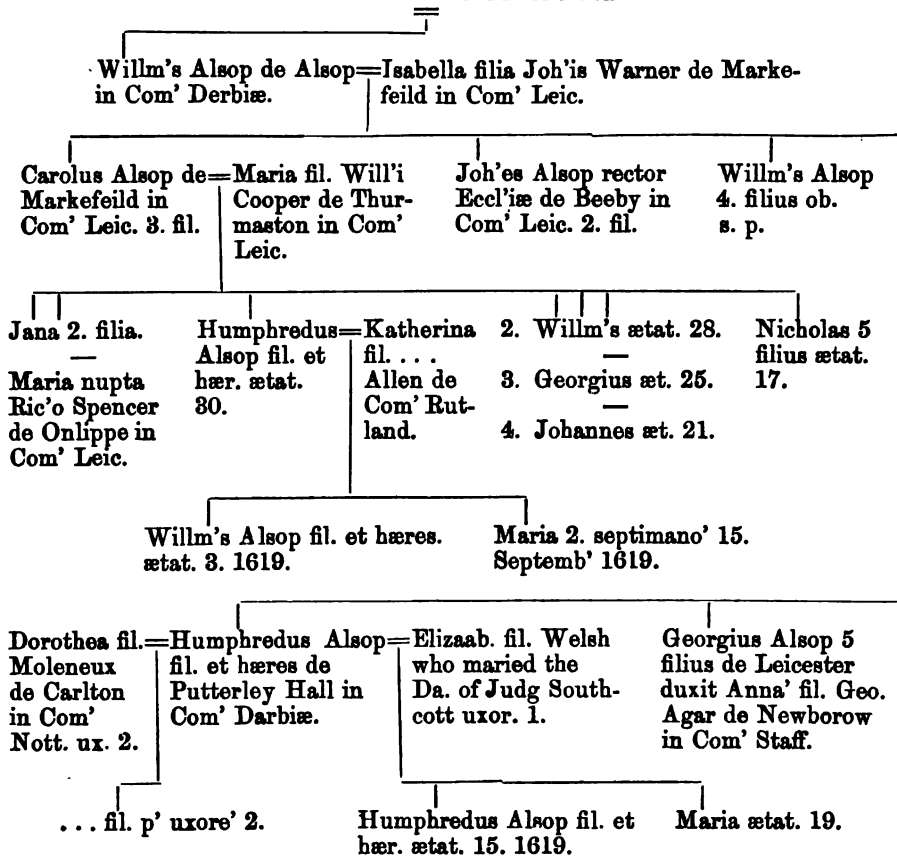 Willm's Alsop de Alsop=Isabella filia Joh'is Warner de Marke-
in Com' Derbiæ. feild in Com' Leic.
Carolus Alsop de=Maria fil. Will'i
Markefeild in Cooper de Thur-
Com' Leic. 3. fil. maston in Com'
Leic.
Joh'es Alsop rector
Eccl'iæ de Beeby in
Com' Leic. 2. fil.
Willm's Alsop
4. filius ob.
s. p.
Jana 2. filia.
—
Maria nupta
Ric'o Spencer
de Onlippe in
Com' Leic.
Humphredus=Katherina
Alsop fil. et fil. . . .
hær. ætat. Allen de
30. Com' Rut-
land.
2. Willm's ætat. 28.
—
3. Georgius æt. 25.
—
4. Johannes æt. 21.
Nicholas 5
filius ætat.
17.
Willm's Alsop fil. et hæres.
ætat. 3. 1619.
Maria 2. septimano' 15.
Septemb' 1619.
Dorothea fil.=Humphredus Alsop=Elizaab. fil. Welsh
Moleneux fil. et hæres de who maried the
de Carlton Putterley Hall in Da. of Judg South-
in Com' Com' Darbiæ. cott uxor. 1.
Nott. ux. 2.
Georgius Alsop 5
filius de Leicester
duxit Anna' fil. Geo.
Agar de Newborow
in Com' Staff.
. . . fil. p' uxore' 2.
Humphredus Alsop fil. et
hær. ætat. 15. 1619.
Maria ætat. 19.